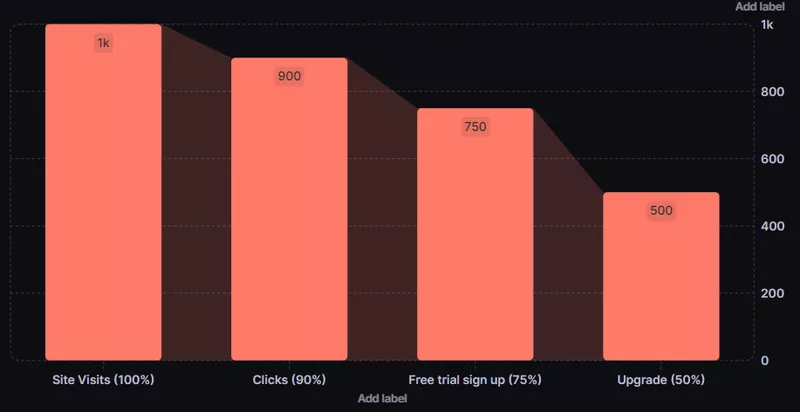 Add label
1k
1k
900
800
750
600
500
400
200
0
Site Visits (100%) Clicks (90%) Free trial sign up (75%) Upgrade (50%)
Add label